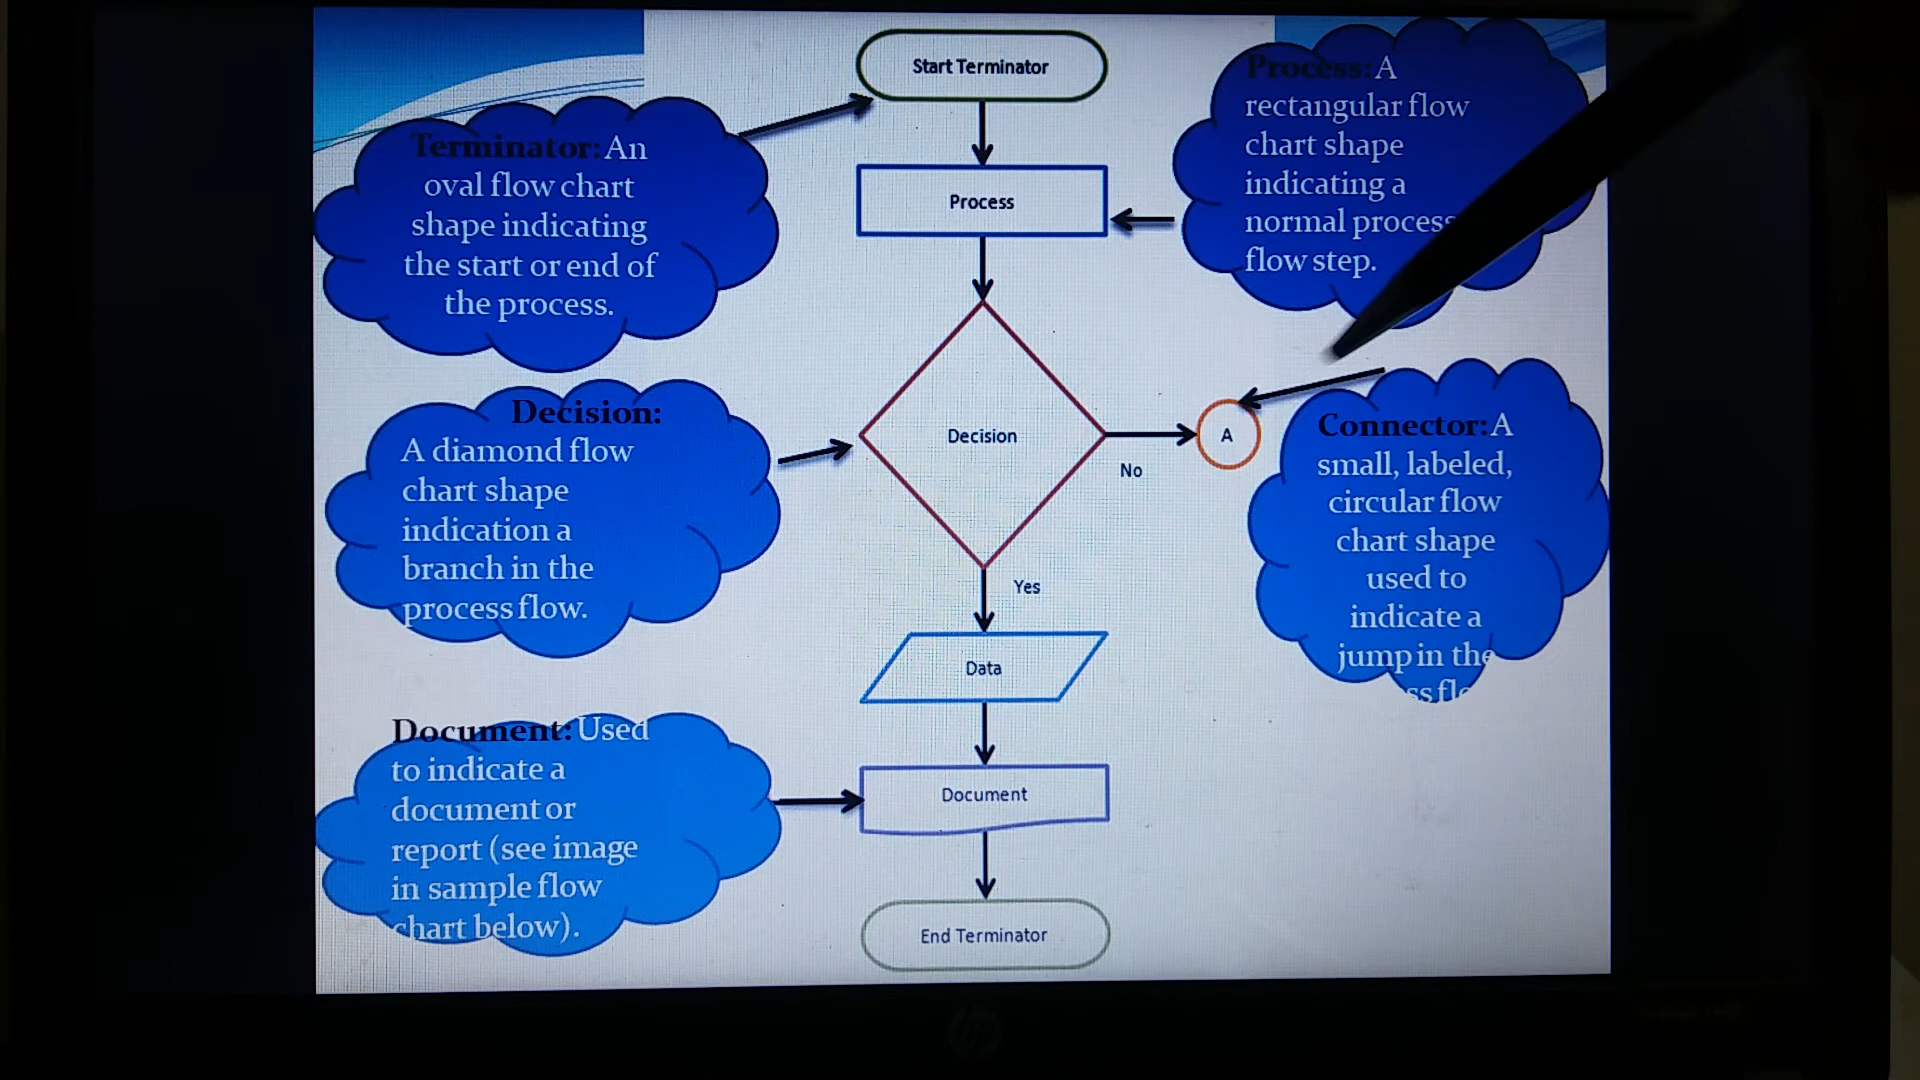 Start Terminator
Process: A
rectangular flow
chart shape
indicating a
normal process
flow step.
Terminator: An
oval flow chart
shape indicating
the start or end of
the process.
Process
Decision:
A diamond flow
chart shape
indication a
branch in the
process flow.
Decision
No
A
Connector: A
small, labeled,
circular flow
chart shape
used to
indicate a
jump in the
Yes
Data
Document: Used
to indicate a
document or
report (see image
in sample flow
chart below).
Document
End Terminator
hp